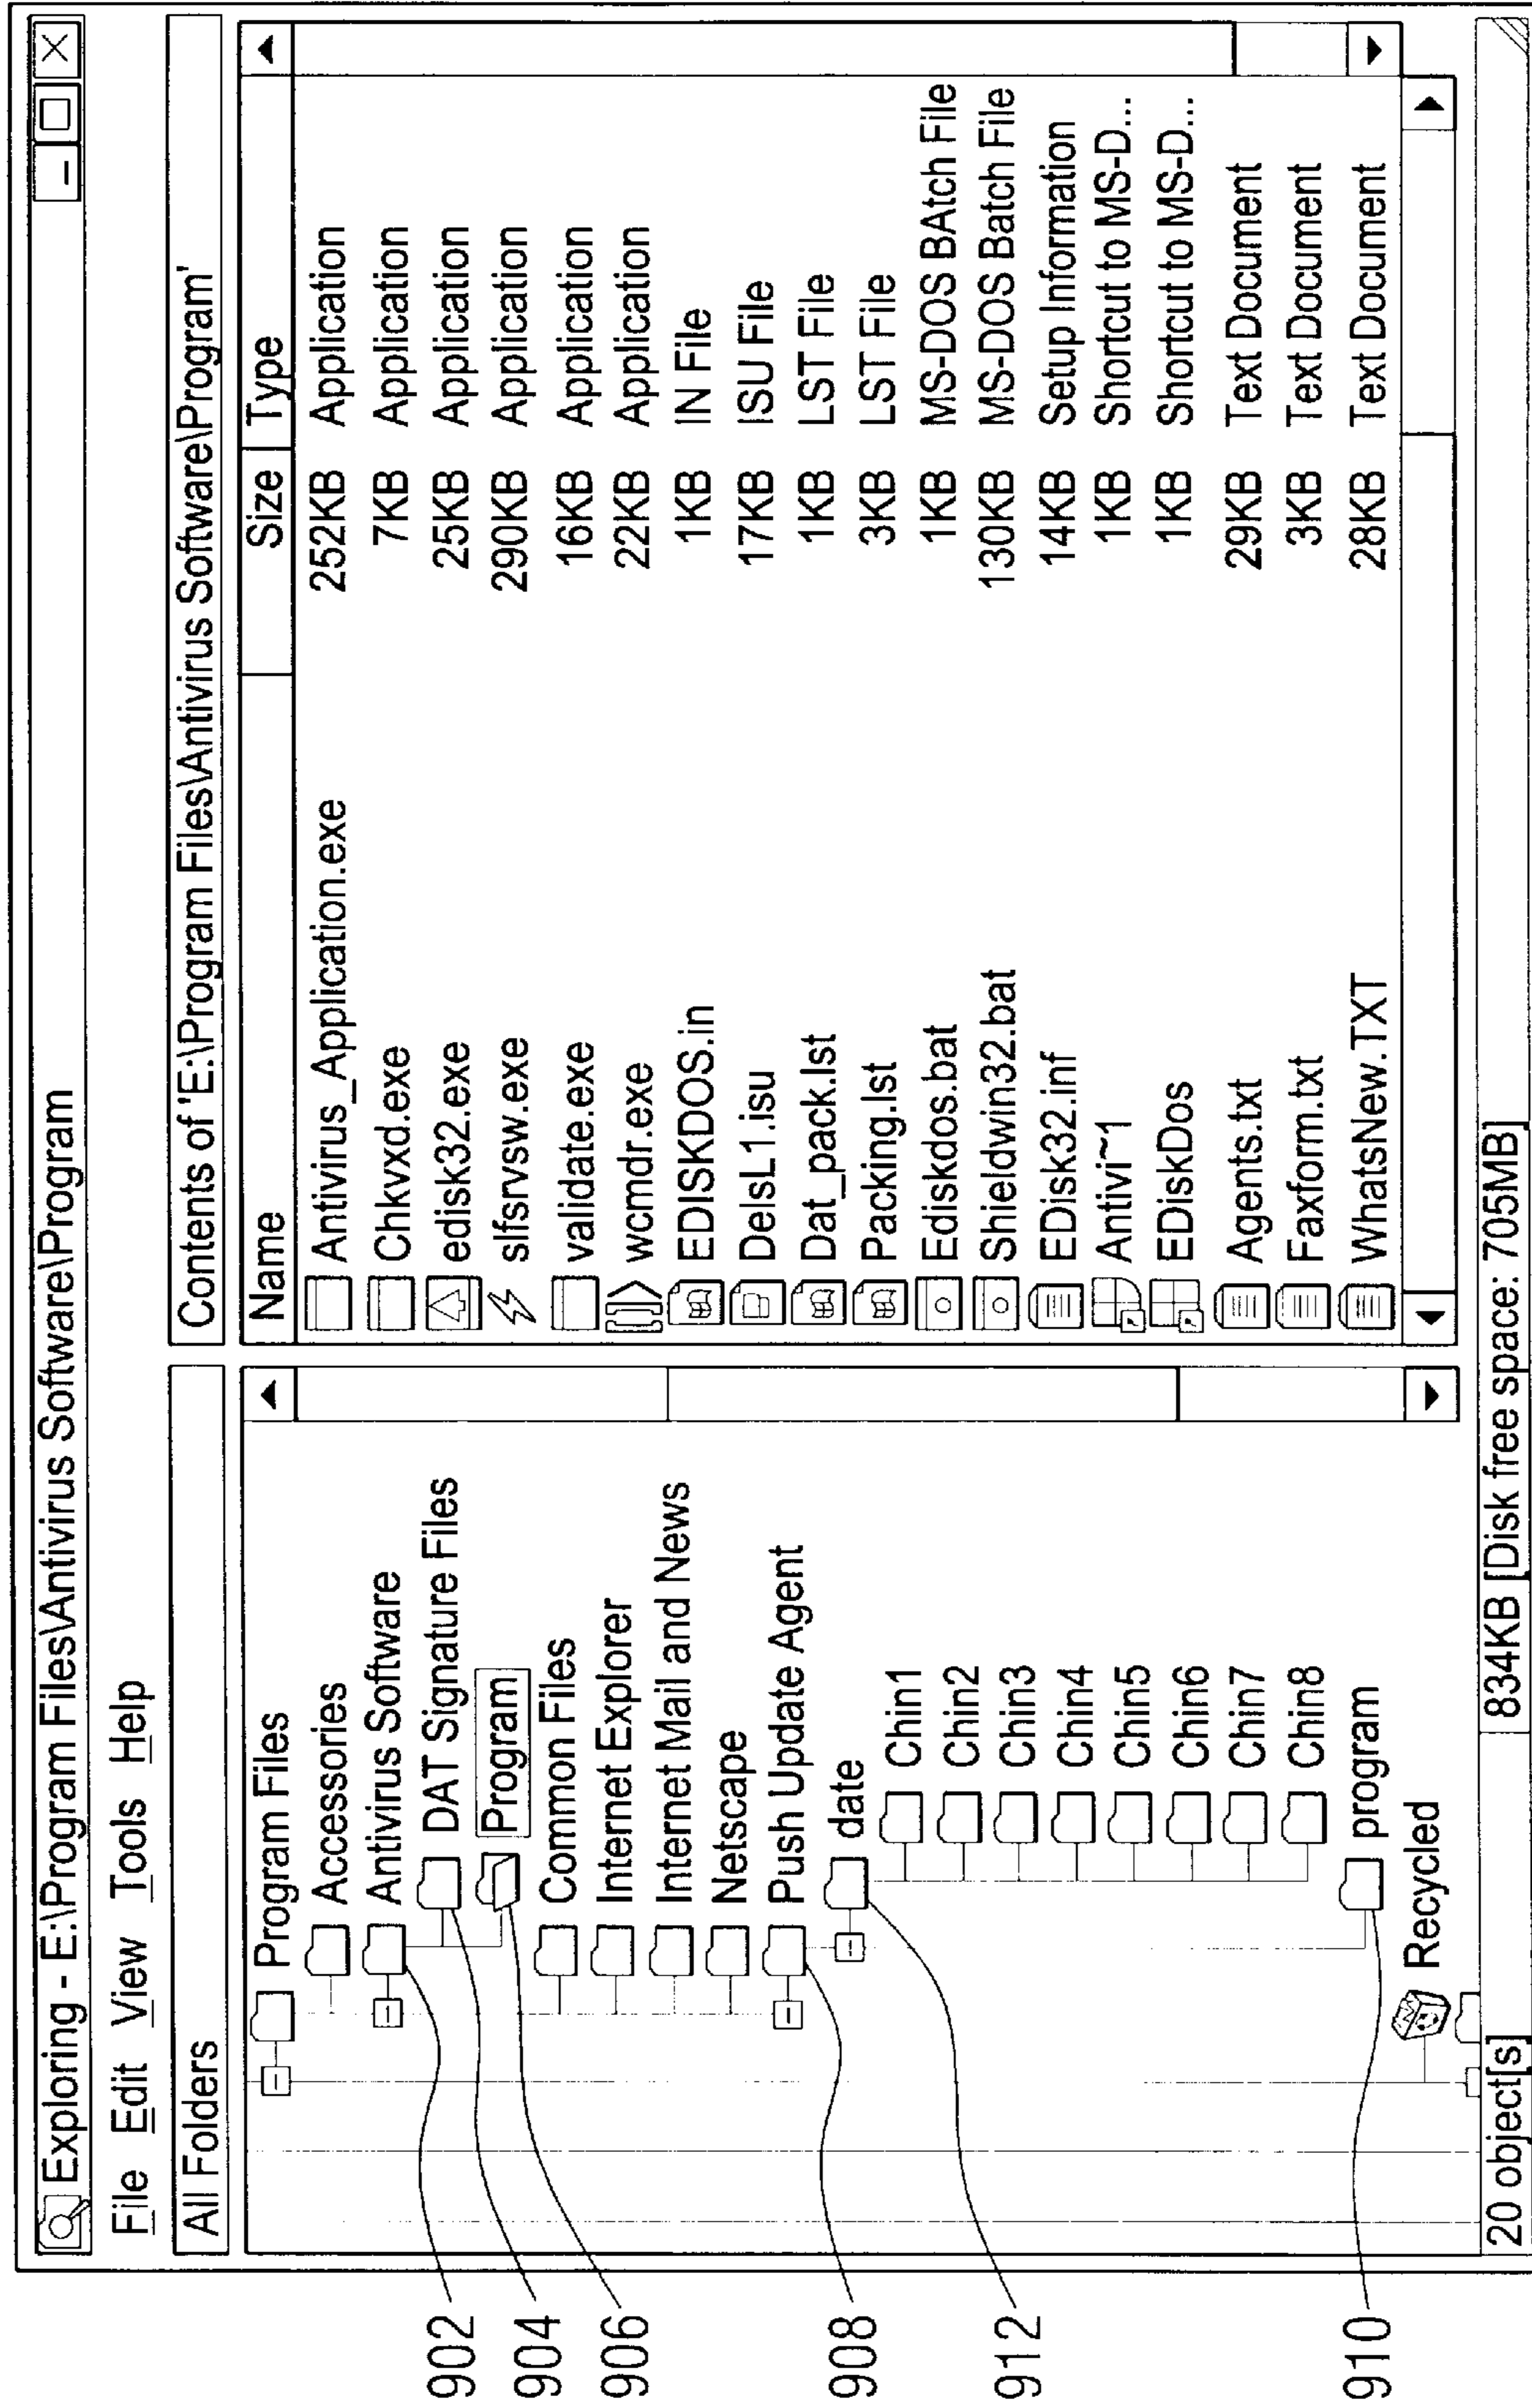 Exploring - E:\Program Files\Antivirus Software\Program
File Edit View Tools Help
All Folders
Program Files
Accessories
Antivirus Software
DAT Signature Files
Program
Common Files
Internet Explorer
Internet Mail and News
Netscape
Push Update Agent
date
Chin1
Chin2
Chin3
Chin4
Chin5
Chin6
Chin7
Chin8
program
Recycled
Contents of 'E:\Program Files\Antivirus Software\Program'
Name Size Type
Antivirus_Application.exe 252KB Application
Chkvxd.exe 7KB Application
edisk32.exe 25KB Application
slfsrvsw.exe 290KB Application
validate.exe 16KB Application
wcmdr.exe 22KB Application
EDISKDOS.in 1KB IN File
DelsL1.isu 17KB ISU File
Dat_pack.lst 1KB LST File
Packing.lst 3KB LST File
Ediskdos.bat 1KB MS-DOS BAtch File
Shieldwin32.bat 130KB MS-DOS Batch File
EDisk32.inf 14KB Setup Information
Antivi~1 1KB Shortcut to MS-D...
EDiskDos 1KB Shortcut to MS-D...
Agents.txt 29KB Text Document
Faxform.txt 3KB Text Document
WhatsNew.TXT 28KB Text Document
20 object[s] 834KB [Disk free space: 705MB]
902
904
906
908
912
910